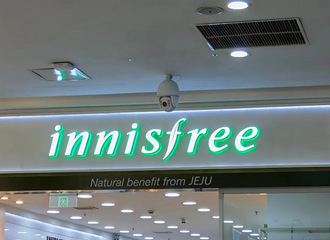 innisfree
Natural benefit from JEJU